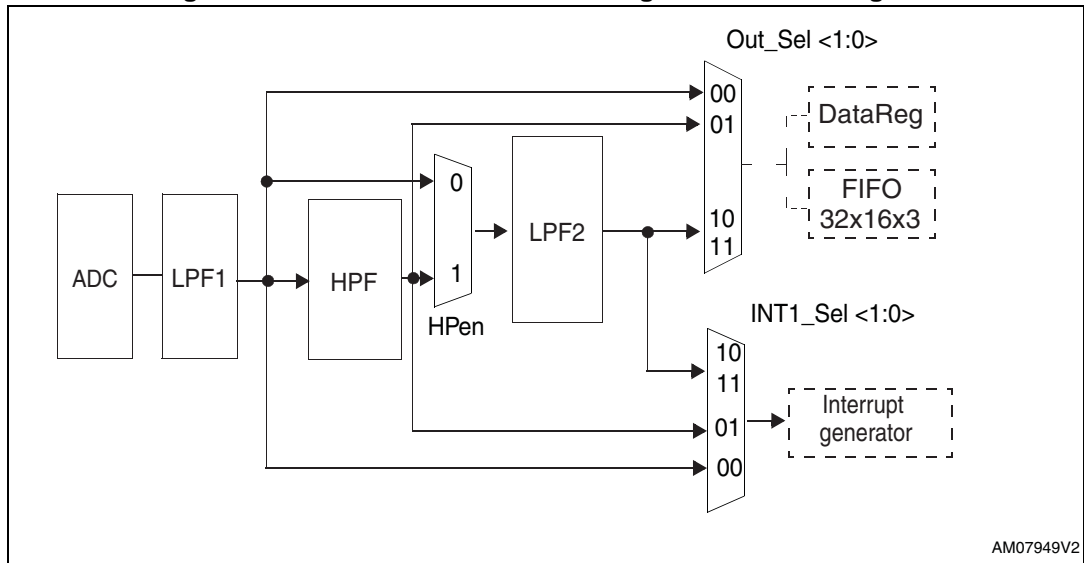 Out_Sel <1:0>
00
01
DataReg
0
FIFO
32x16x3
10
11
ADC
LPF1
HPF
1
LPF2
HPen
INT1_Sel <1:0>
10
11
01
00
Interrupt
generator
AM07949V2